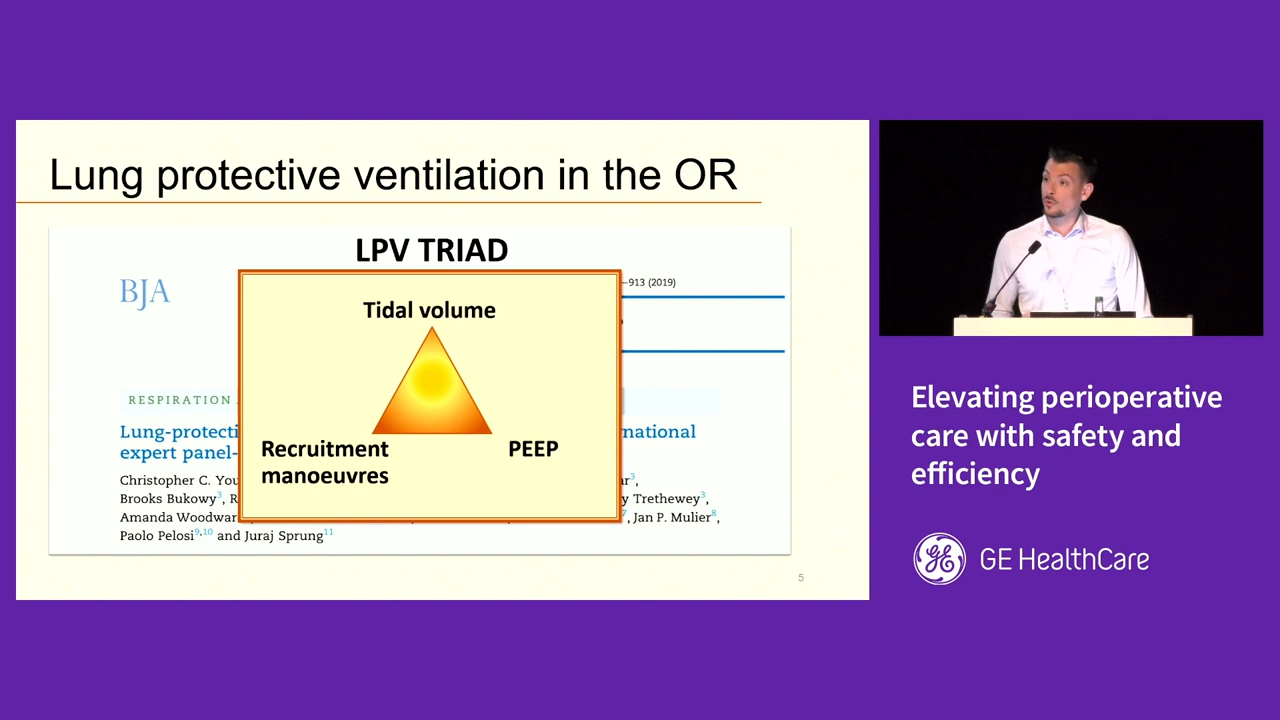 Lung protective ventilation in the OR
LPV TRIAD
BJA
913 (2019)
Tidal volume
RESPIRATION
Lung-protecti
national
expert panel-
Recruitment
manoeuvres
PEEP
Christopher C. You
ar³,
Brooks Bukowy³, R
y Trethewey³,
Amanda Woodwar
⁷, Jan P. Mulier⁸,
Paolo Pelosi⁹,¹⁰ and Juraj Sprung¹¹
5
Elevating perioperative
care with safety and
efficiency
GE HealthCare